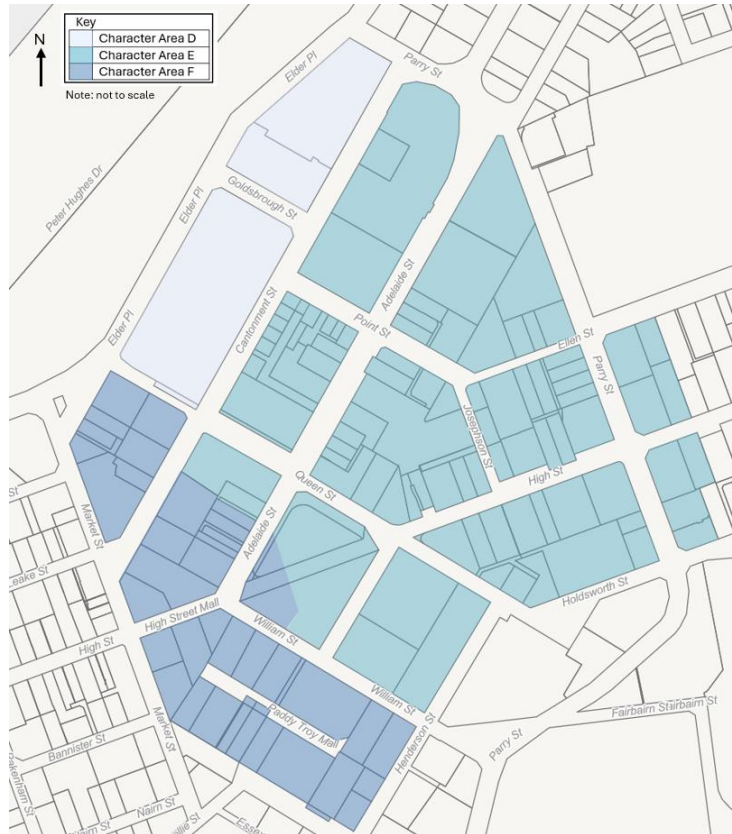 Key
Character Area D
Character Area E
Character Area F
N
Note: not to scale
Parry St
Elder Pl
Peter Hughes Dr
Goldsbrough St
Elder Pl
Adelaide St
Cantonment St
Point St
Elder Pl
Ellen St
Parry St
Josephson St
High St
Queen St
Market St
Adelaide St
St
Leake St
Holdsworth St
High Street Mall
William St
High St
William St
Paddy Troy Mall
Fairbairn St
Market St
Henderson St
Parry St
Bannister St
Pakenham St
Nairn St